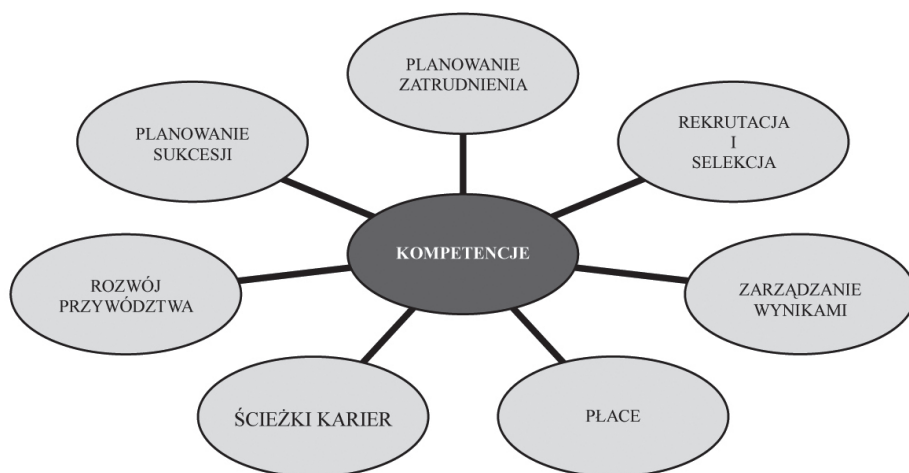 PLANOWANIE
ZATRUDNIENIA
PLANOWANIE
SUKCESJI
REKRUTACJA
I
SELEKCJA
KOMPETENCJE
ROZWÓJ
PRZYWÓDZTWA
ZARZĄDZANIE
WYNIKAMI
ŚCIEŻKI KARIER
PŁACE